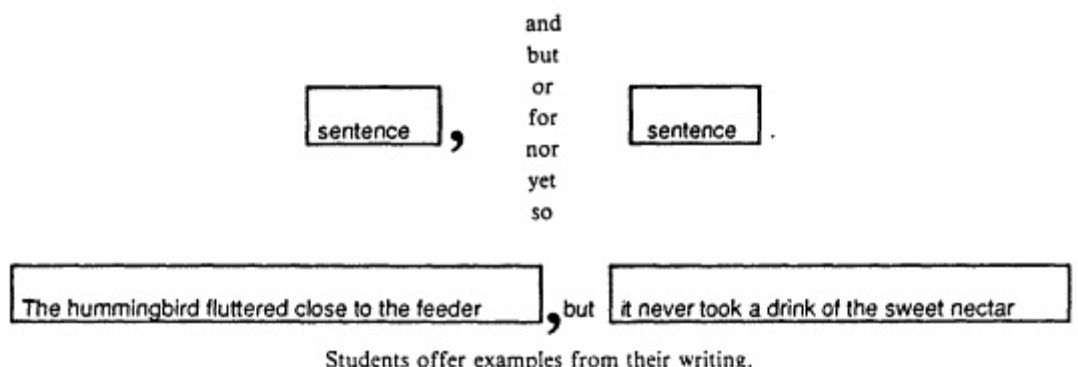 and
but
or
sentence , for sentence .
nor
yet
so
The hummingbird fluttered close to the feeder , but it never took a drink of the sweet nectar
Students offer examples from their writing.